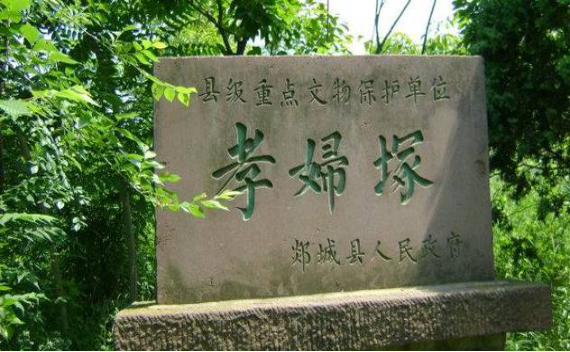 县级重点文物保护单位
孝婦塚
郯城县人民政府